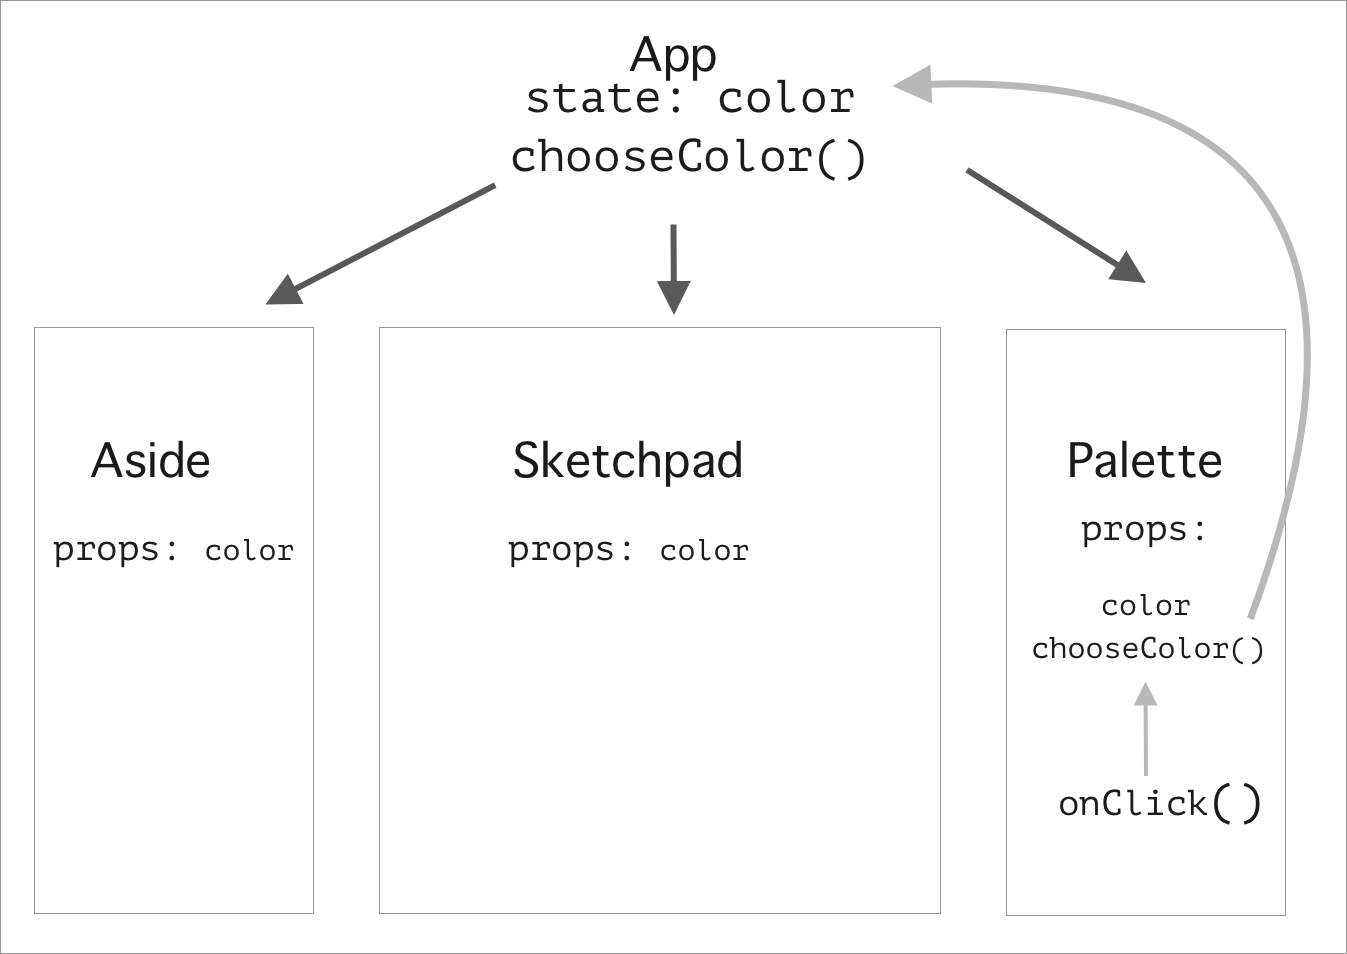 App
state: color
chooseColor()
Aside
props: color
Sketchpad
props: color
Palette
props:
color
chooseColor()
onClick()